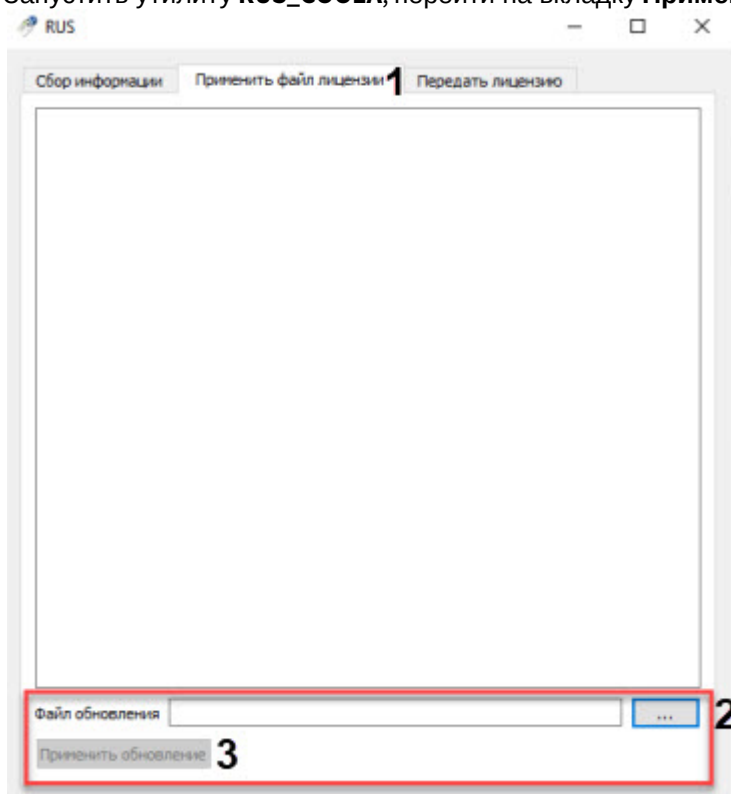 Запустить утилиту перейти на вкладку Приме
RUS
Сбор информации Применить файл лицензии 1 Передать лицензию
Файл обновления ... 2
Применить обновление 3